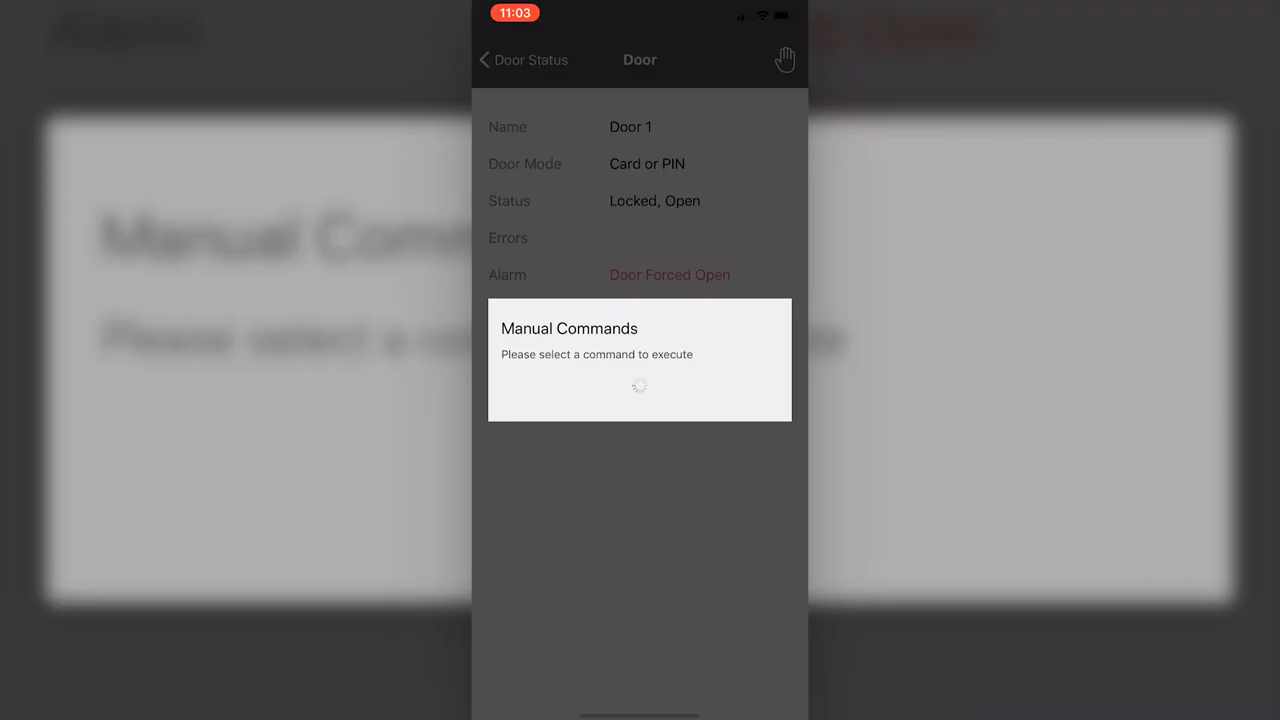 11:03
Door Status Door
Name Door 1
Door Mode Card or PIN
Status Locked, Open
Errors
Alarm Door Forced Open
Manual Commands
Please select a command to execute